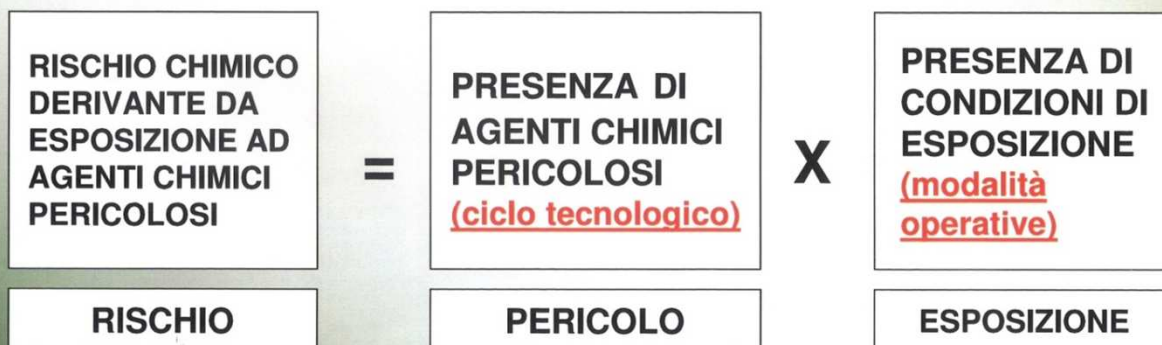 RISCHIO CHIMICO
DERIVANTE DA
ESPOSIZIONE AD
AGENTI CHIMICI
PERICOLOSI
=
PRESENZA DI
AGENTI CHIMICI
PERICOLOSI
(ciclo tecnologico)
X
PRESENZA DI
CONDIZIONI DI
ESPOSIZIONE
(modalità
operative)
RISCHIO
PERICOLO
ESPOSIZIONE